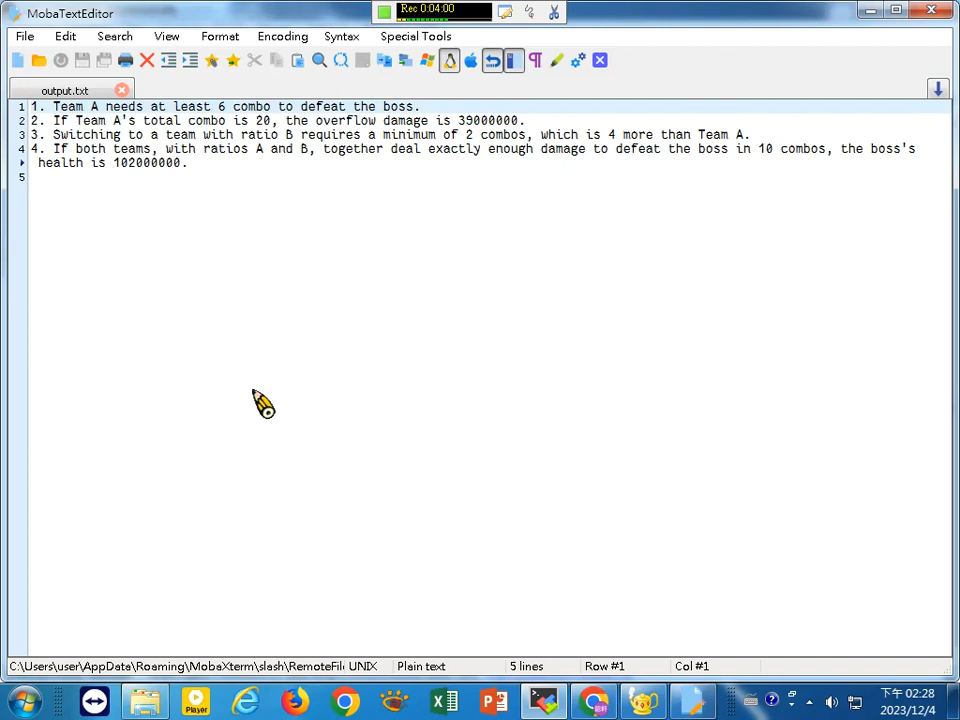 MobaTextEditor
Rec 0:04:00
File Edit Search View Format Encoding Syntax Special Tools
output.txt
1 1. Team A needs at least 6 combo to defeat the boss.
2 2. If Team A's total combo is 20, the overflow damage is 39000000.
3 3. Switching to a team with ratio B requires a minimum of 2 combos, which is 4 more than Team A.
4 4. If both teams, with ratios A and B, together deal exactly enough damage to defeat the boss in 10 combos, the boss's
health is 102000000.
5
C:\Users\user\AppData\Roaming\MobaXterm\slash\RemoteFil UNIX Plain text 5 lines Row #1 Col #1
Player
下午 02:28
2023/12/4